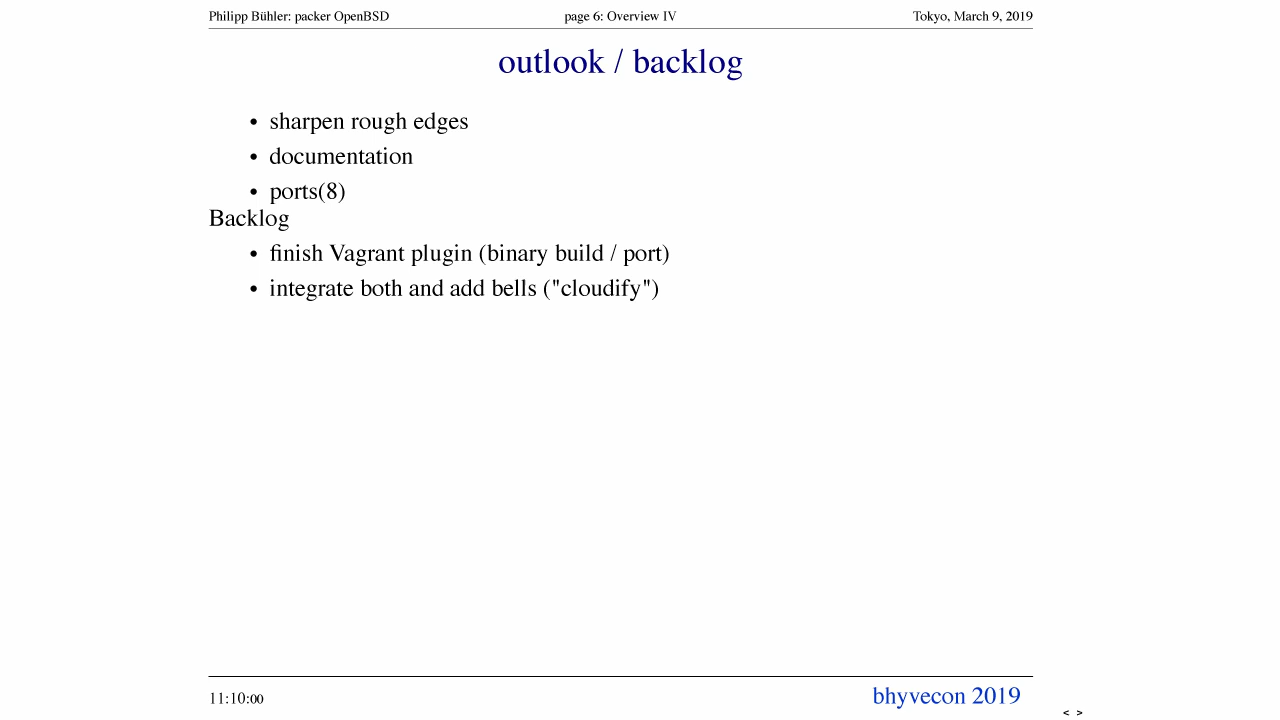 Philipp Bühler: packer OpenBSD page 6: Overview IV Tokyo, March 9, 2019
outlook / backlog
• sharpen rough edges
• documentation
• ports(8)
Backlog
• finish Vagrant plugin (binary build / port)
• integrate both and add bells ("cloudify")
11:10:00 bhyvecon 2019
< >